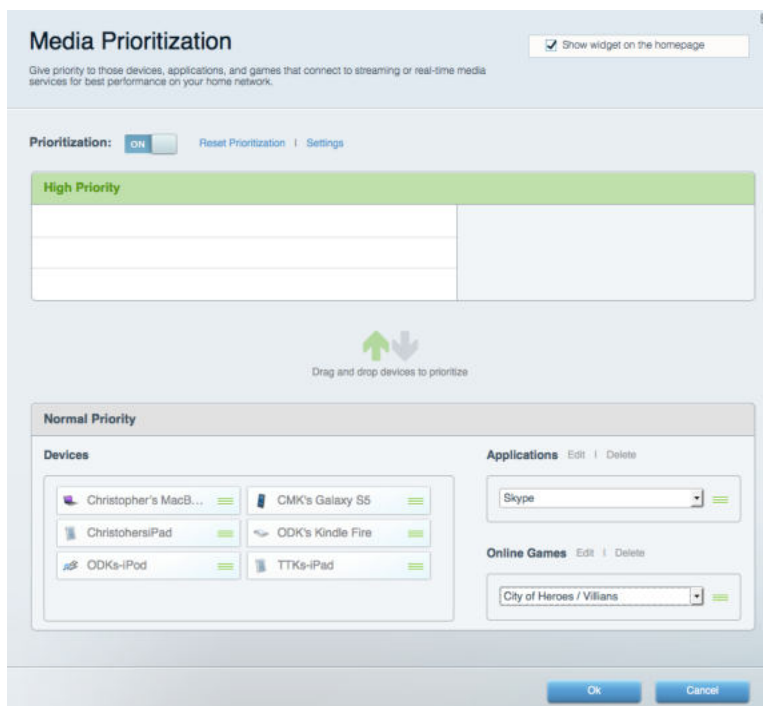 Media Prioritization
Show widget on the homepage
Give priority to those devices, applications, and games that connect to streaming or real-time media
services for best performance on your home network.
Prioritization: ON Reset Prioritization | Settings
High Priority
Drag and drop devices to prioritize
Normal Priority
Devices
Christopher's MacB...
CMK's Galaxy S5
ChristohersiPad
ODK's Kindle Fire
ODKs-iPod
TTKs-iPad
Applications Edit | Delete
Skype
Online Games Edit | Delete
City of Heroes / Villians
Ok
Cancel